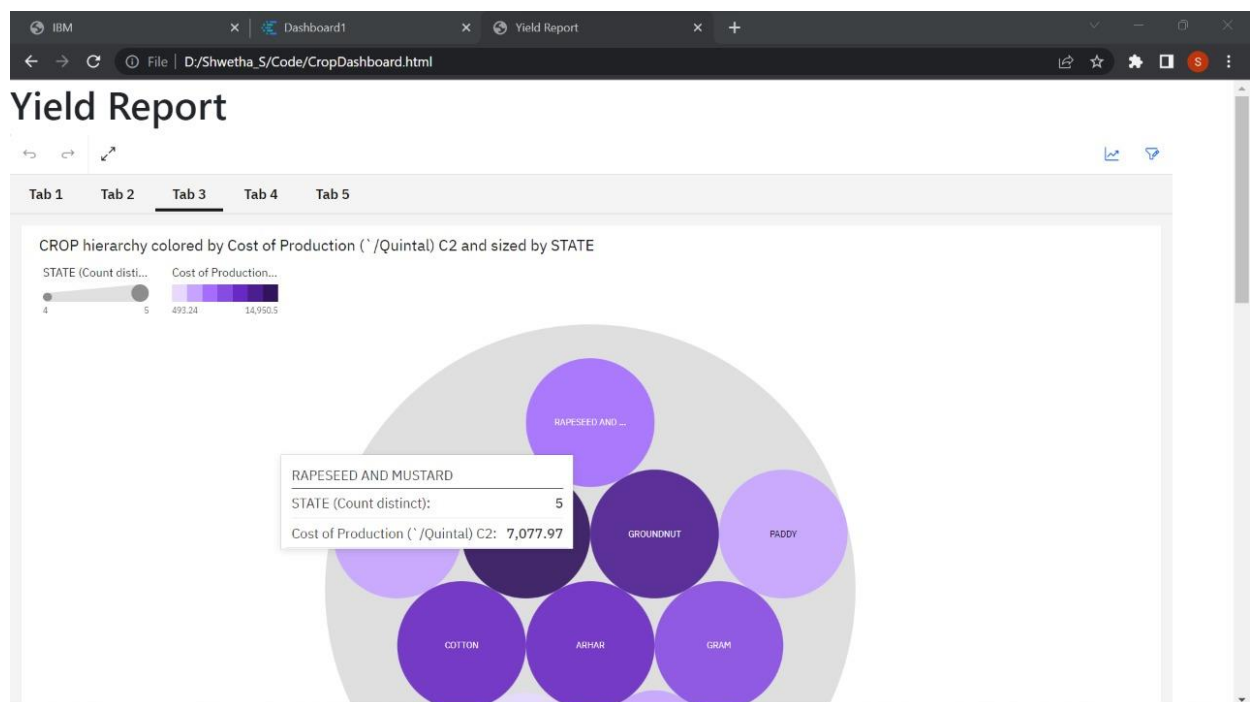 IBM
Dashboard1
Yield Report
File | D:/Shwetha_S/Code/CropDashboard.html
S
Yield Report
Tab 1 Tab 2 Tab 3 Tab 4 Tab 5
CROP hierarchy colored by Cost of Production (`/Quintal) C2 and sized by STATE
STATE (Count disti... Cost of Production...
4 5 493.24 14,950.5
RAPESEED AND ...
RAPESEED AND MUSTARD
STATE (Count distinct): 5
Cost of Production (`/Quintal) C2: 7,077.97
GROUNDNUT
PADDY
COTTON
ARHAR
GRAM